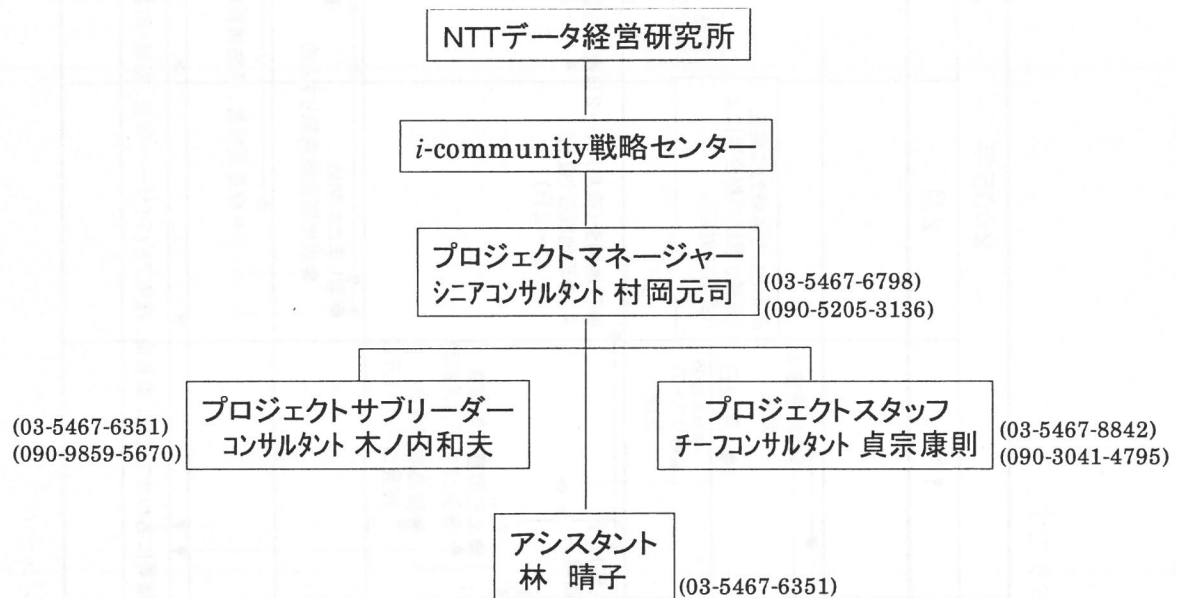 NTTデータ経営研究所
i-community戦略センター
プロジェクトマネージャー
シニアコンサルタント 村岡元司
(03-5467-6798)
(090-5205-3136)
プロジェクトサブリーダー
コンサルタント 木ノ内和夫
(03-5467-6351)
(090-9859-5670)
プロジェクトスタッフ
チーフコンサルタント 貞宗康則
(03-5467-8842)
(090-3041-4795)
アシスタント
林 晴子
(03-5467-6351)